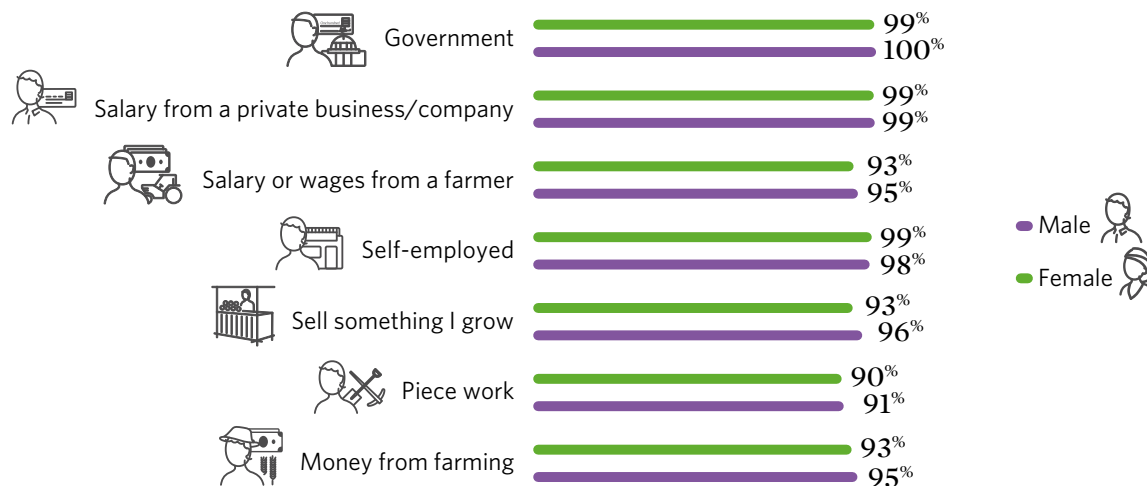 Government
99%
100%
Salary from a private business/company
99%
99%
Salary or wages from a farmer
93%
95%
Self-employed
99%
98%
Male
Female
Sell something I grow
93%
96%
Piece work
90%
91%
Money from farming
93%
95%